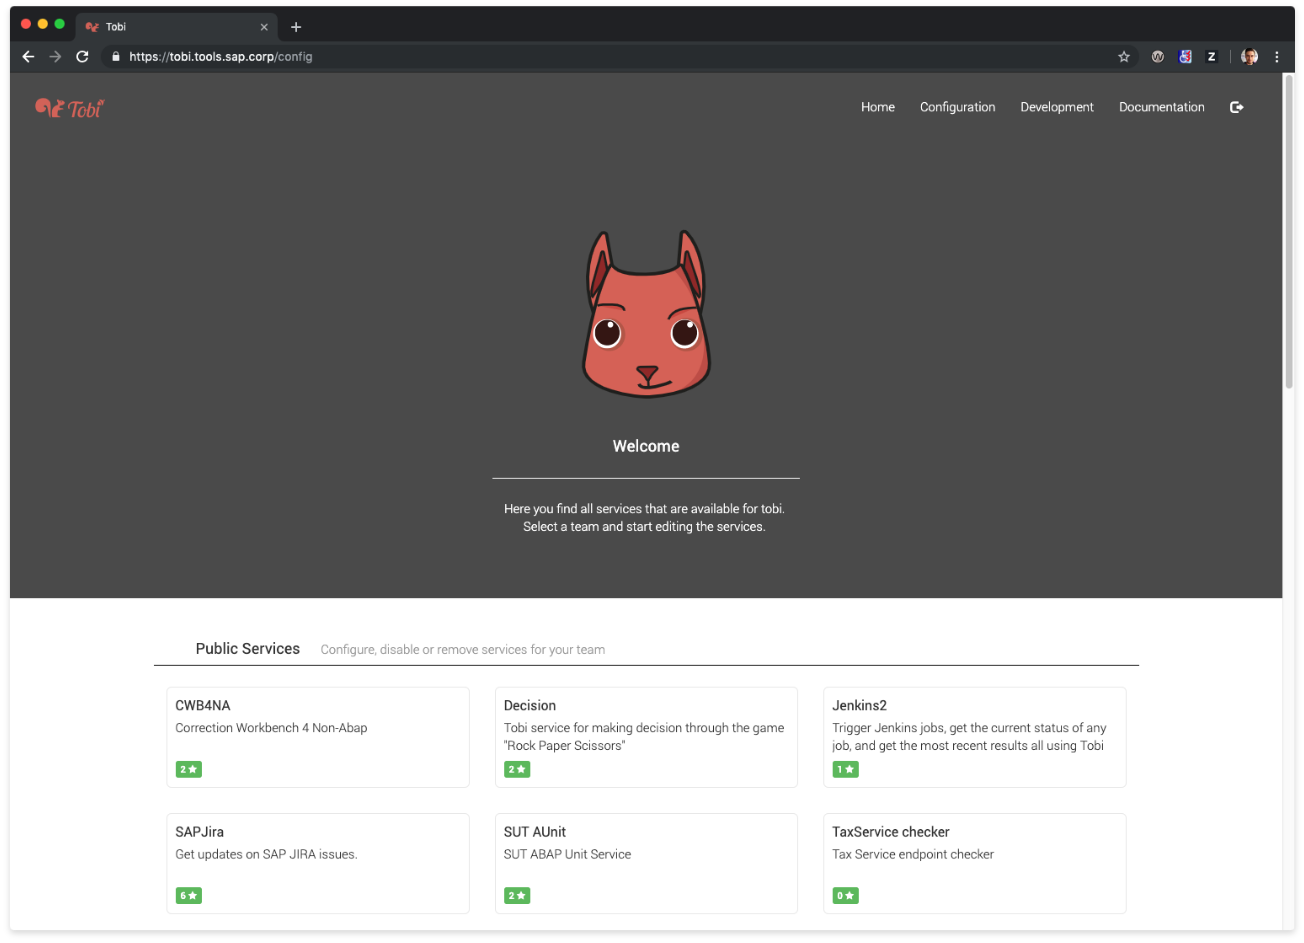 Tobi
https://tobi.tools.sap.corp/config
Tobi
Home Configuration Development Documentation
Welcome
Here you find all services that are available for tobi.
Select a team and start editing the services.
Public Services Configure, disable or remove services for your team
CWB4NA
Correction Workbench 4 Non-Abap
2
Decision
Tobi service for making decision through the game
"Rock Paper Scissors"
2
Jenkins2
Trigger Jenkins jobs, get the current status of any
job, and get the most recent results all using Tobi
1
SAPJira
Get updates on SAP JIRA issues.
6
SUT AUnit
SUT ABAP Unit Service
2
TaxService checker
Tax Service endpoint checker
0